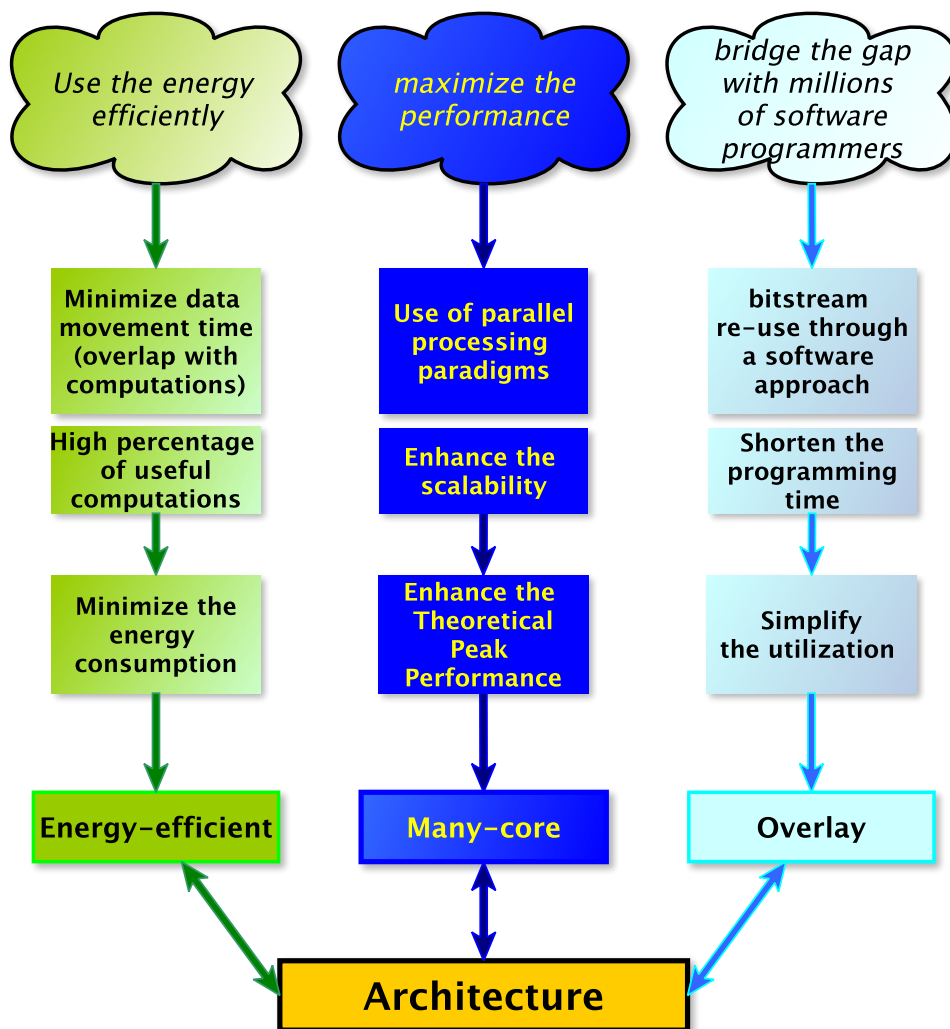 Use the energy
efficiently
maximize the
performance
bridge the gap
with millions
of software
programmers
Minimize data
movement time
(overlap with
computations)
Use of parallel
processing
paradigms
bitstream
re-use through
a software
approach
High percentage
of useful
computations
Enhance the
scalability
Shorten the
programming
time
Minimize the
energy
consumption
Enhance the
Theoretical
Peak
Performance
Simplify
the utilization
Energy-efficient
Many-core
Overlay
Architecture